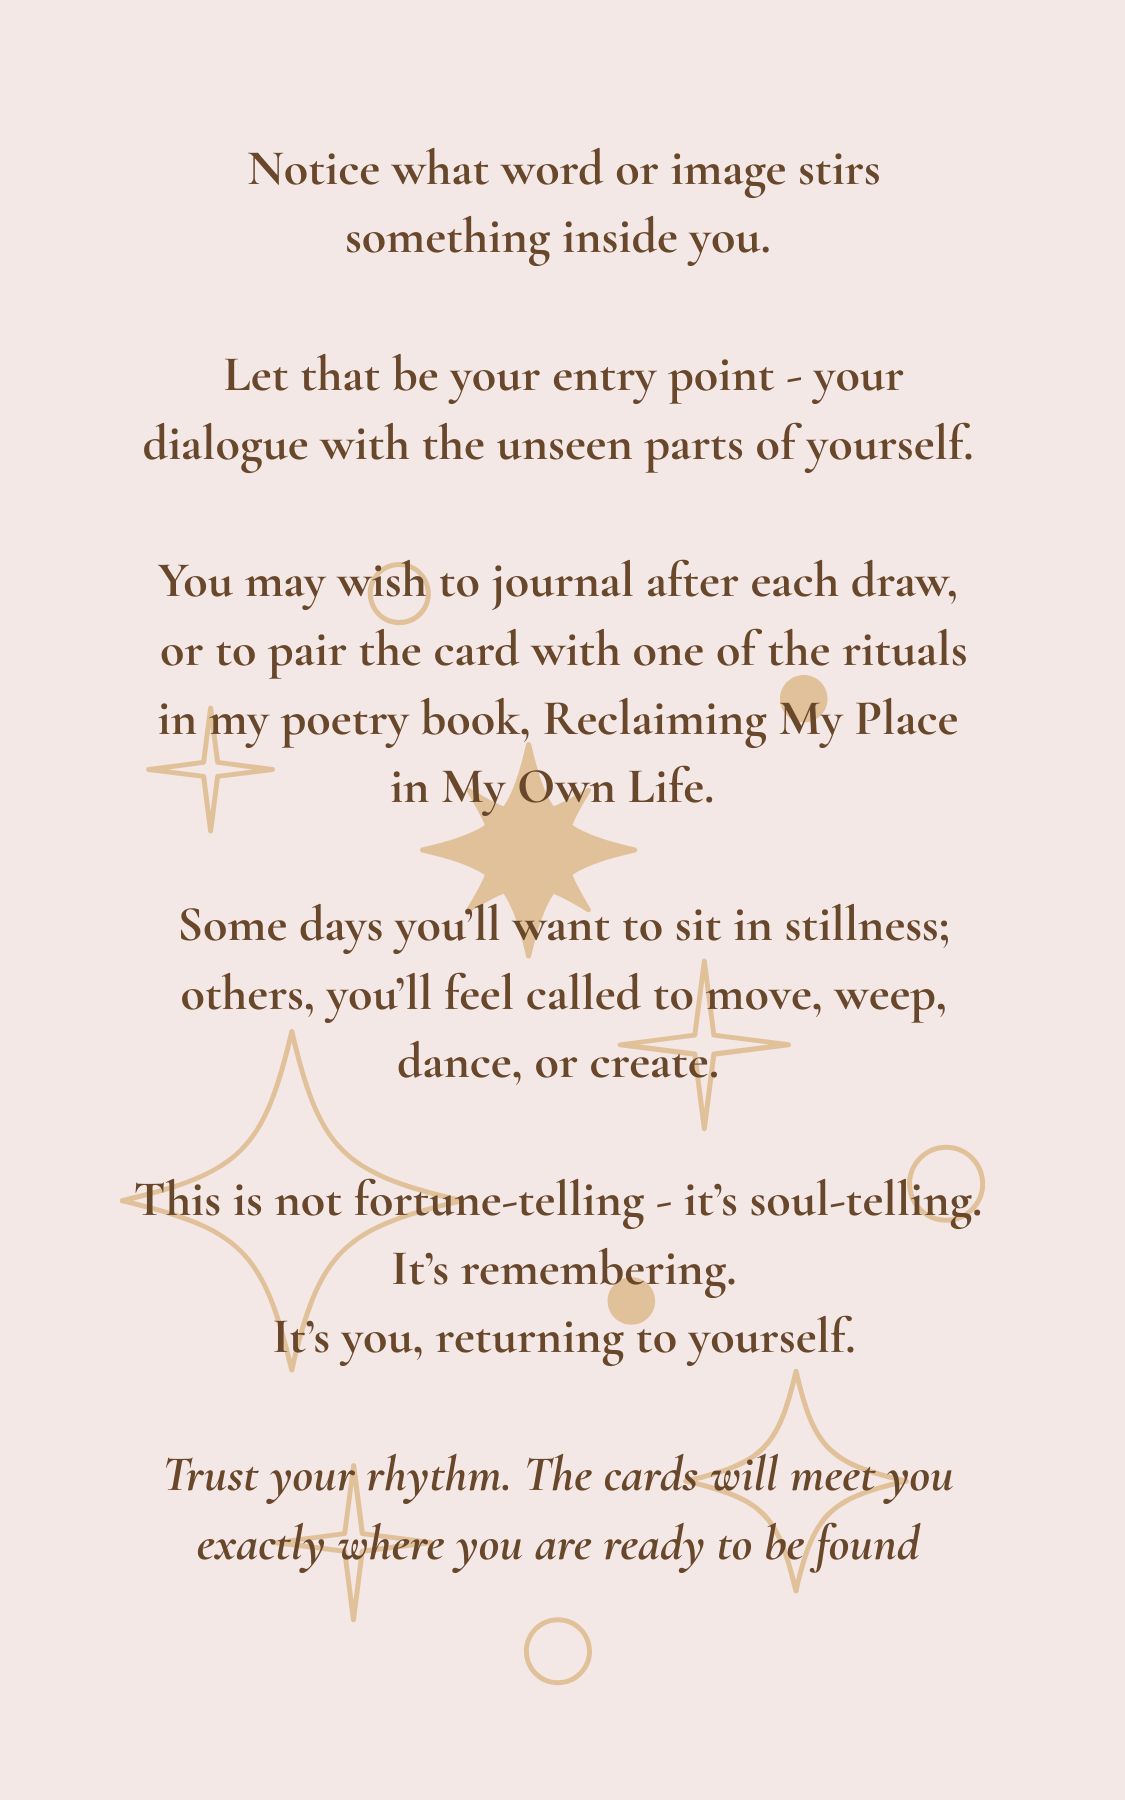 Notice what word or image stirs
something inside you.
Let that be your entry point - your
dialogue with the unseen parts of yourself.
You may wish to journal after each draw,
or to pair the card with one of the rituals
in my poetry book, Reclaiming My Place
in My Own Life.
Some days you’ll want to sit in stillness;
others, you’ll feel called to move, weep,
dance, or create.
This is not fortune-telling - it’s soul-telling.
It’s remembering.
It’s you, returning to yourself.
Trust your rhythm. The cards will meet you
exactly where you are ready to be found